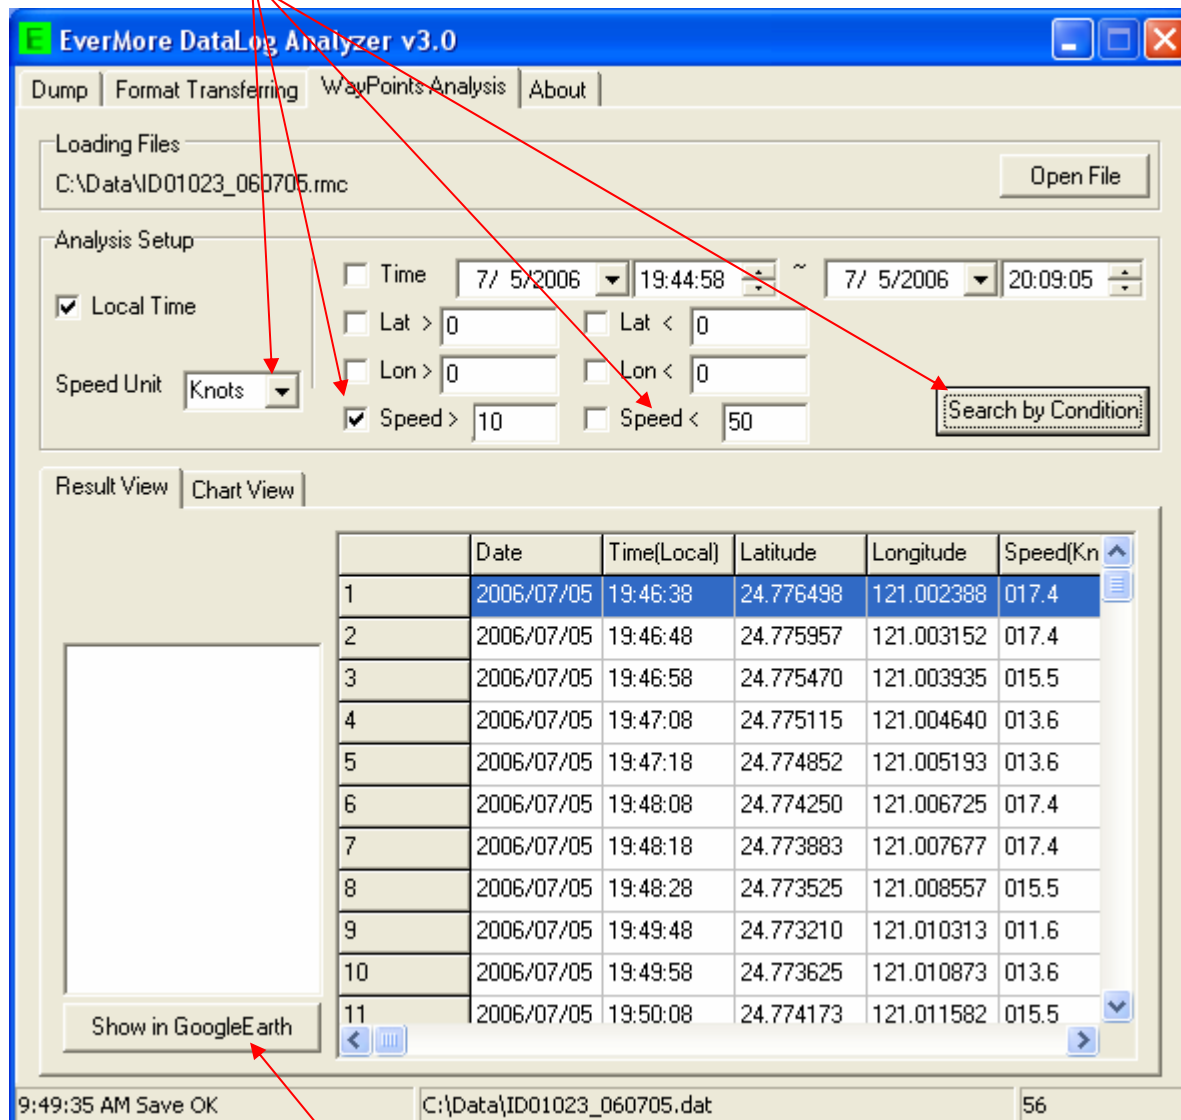 EverMore DataLog Analyzer v3.0
Dump Format Transferring WayPoints Analysis About
Loading Files
C:\Data\ID01023_060705.rmc
Open File
Analysis Setup
Time 7/ 5/2006 19:44:58 ~ 7/ 5/2006 20:09:05
Local Time
Lat > 0 Lat < 0
Lon > 0 Lon < 0
Speed Unit Knots
Speed > 10 Speed < 50
Search by Condition
Result View Chart View
Date Time(Local) Latitude Longitude Speed(Kn
1 2006/07/05 19:46:38 24.776498 121.002388 017.4
2 2006/07/05 19:46:48 24.775957 121.003152 017.4
3 2006/07/05 19:46:58 24.775470 121.003935 015.5
4 2006/07/05 19:47:08 24.775115 121.004640 013.6
5 2006/07/05 19:47:18 24.774852 121.005193 013.6
6 2006/07/05 19:48:08 24.774250 121.006725 017.4
7 2006/07/05 19:48:18 24.773883 121.007677 017.4
8 2006/07/05 19:48:28 24.773525 121.008557 015.5
9 2006/07/05 19:49:48 24.773210 121.010313 011.6
10 2006/07/05 19:49:58 24.773625 121.010873 013.6
11 2006/07/05 19:50:08 24.774173 121.011582 015.5
Show in GoogleEarth
9:49:35 AM Save OK C:\Data\ID01023_060705.dat 56